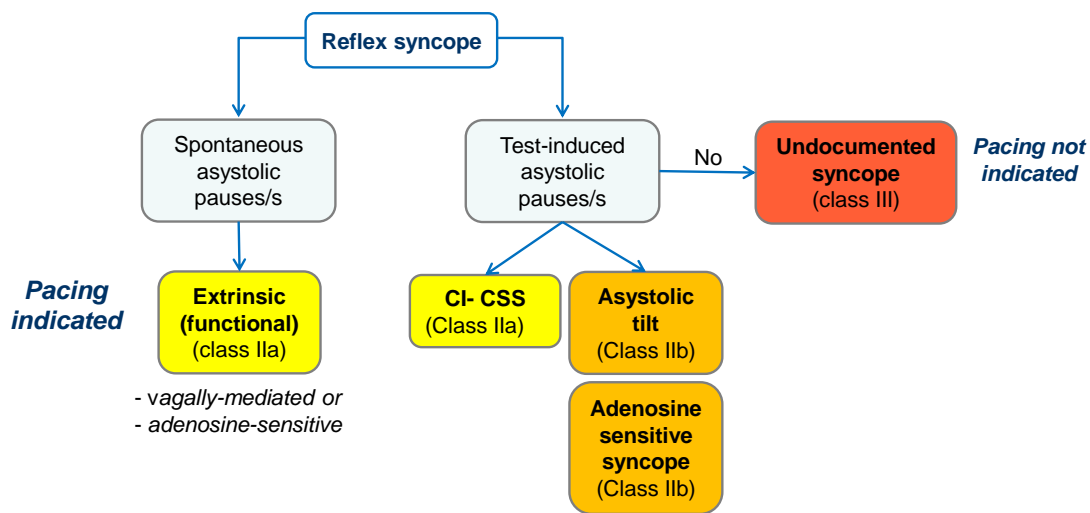 Reflex syncope
Spontaneous
asystolic
pauses/s
Test-induced
asystolic
pauses/s
No
Undocumented
syncope
(class III)
Pacing not
indicated
Pacing
indicated
Extrinsic
(functional)
(class IIa)
- vagally-mediated or
- adenosine-sensitive
CI- CSS
(Class IIa)
Asystolic
tilt
(Class IIb)
Adenosine
sensitive
syncope
(Class IIb)